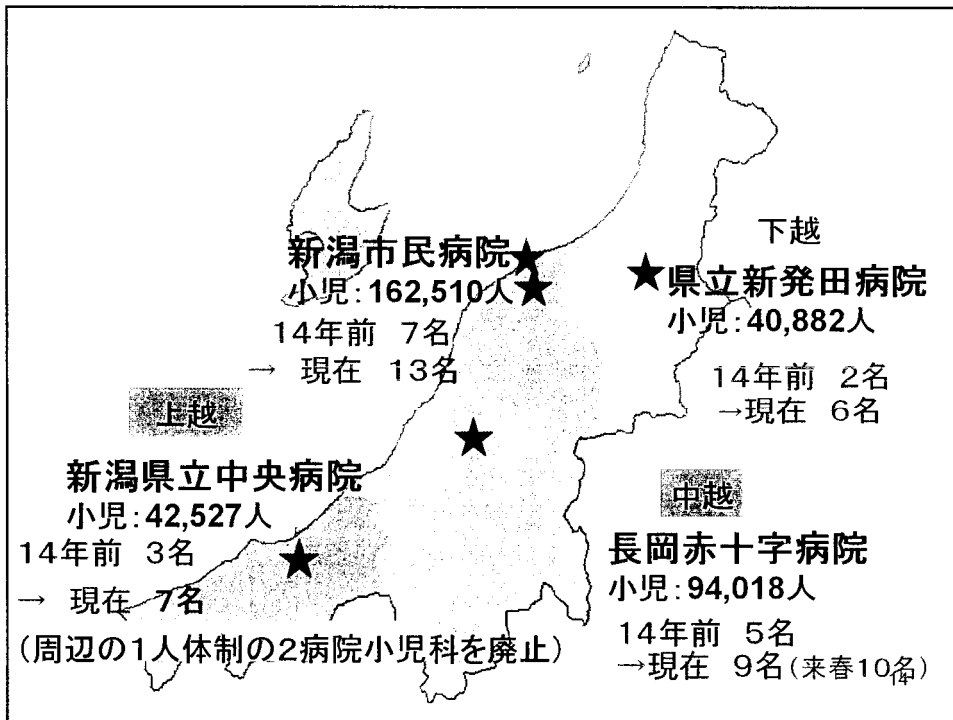 下越
新潟市民病院
小児：162,510人
14年前　7名
→　現在　13名
県立新発田病院
小児：40,882人
14年前　2名
→現在　6名
上越
新潟県立中央病院
小児：42,527人
14年前　3名
→　現在　7名
（周辺の1人体制の2病院小児科を廃止）
中越
長岡赤十字病院
小児：94,018人
14年前　5名
→現在　9名（来春10名）
14